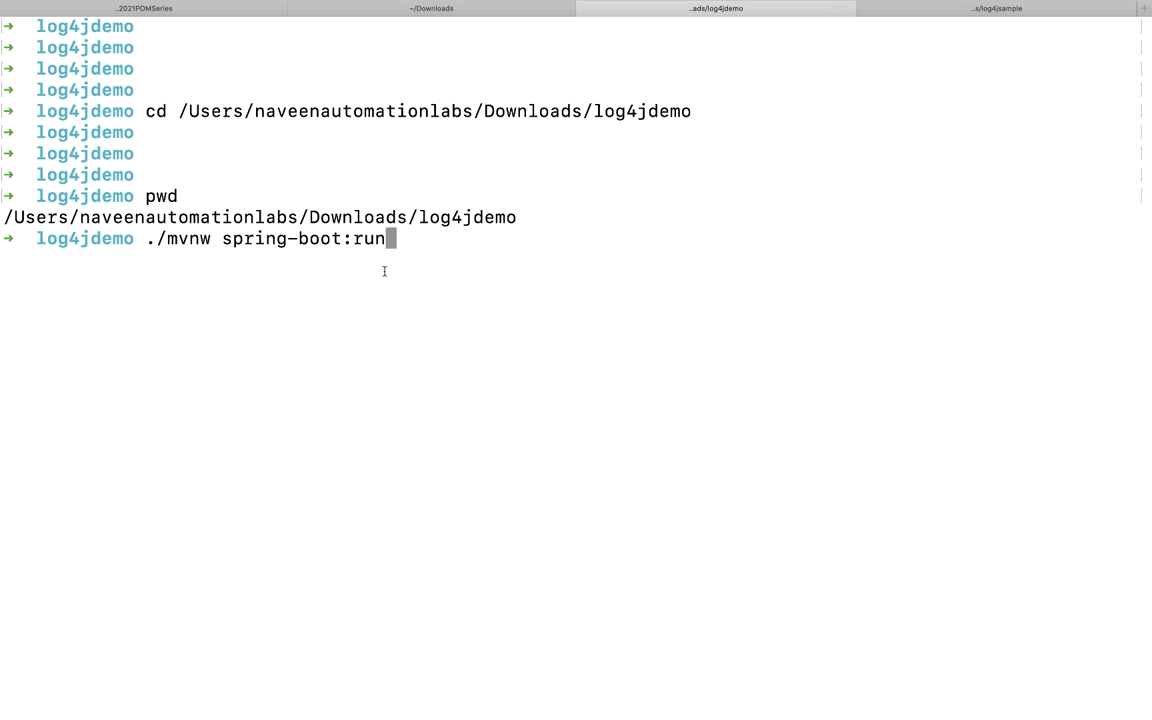 ..2021POMSeries
~/Downloads
..ads/log4jdemo
..s/log4jsample
+
→ log4jdemo
→ log4jdemo
→ log4jdemo
→ log4jdemo
→ log4jdemo cd /Users/naveenautomationlabs/Downloads/log4jdemo
→ log4jdemo
→ log4jdemo
→ log4jdemo
→ log4jdemo pwd
/Users/naveenautomationlabs/Downloads/log4jdemo
→ log4jdemo ./mvnw spring-boot:run